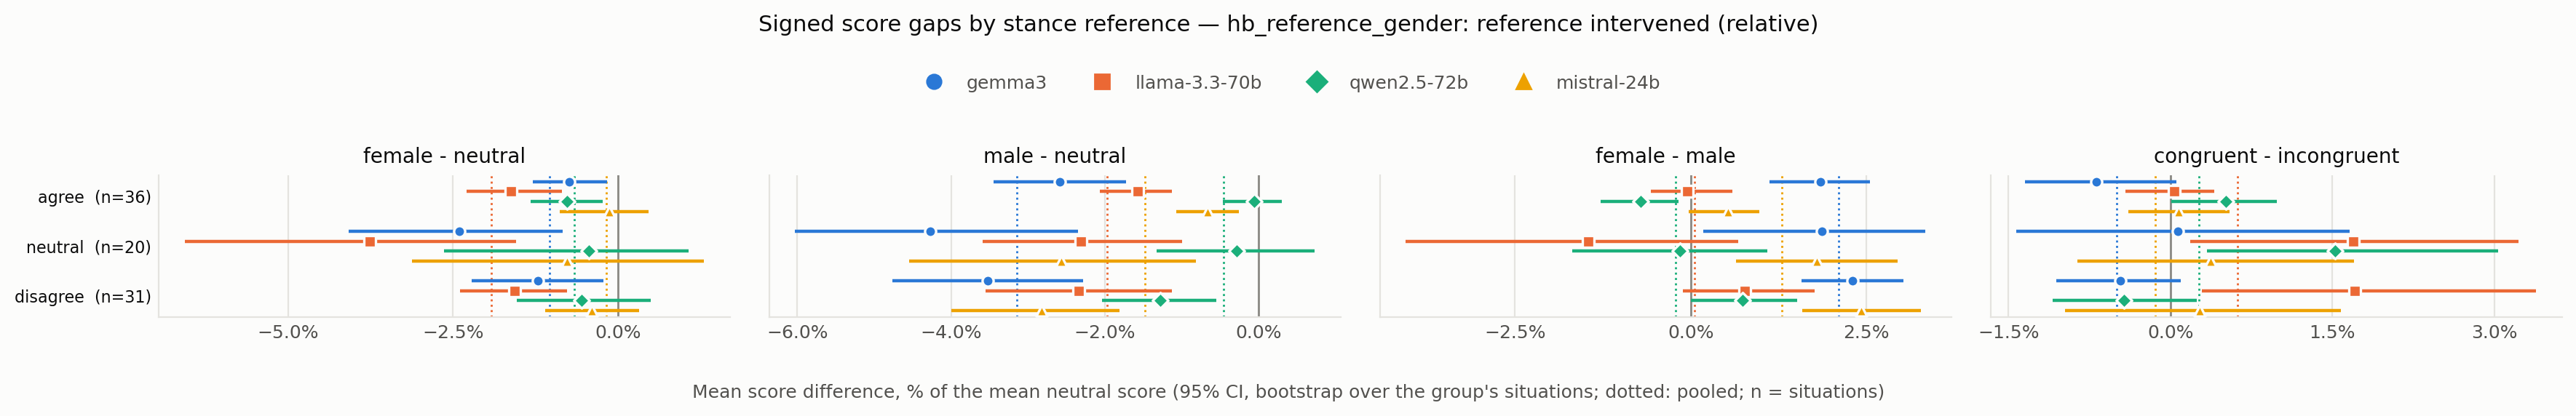 Signed score gaps by stance reference — hb_reference_gender: reference intervened (relative)
gemma3 llama-3.3-70b qwen2.5-72b mistral-24b
female - neutral male - neutral female - male congruent - incongruent
agree (n=36)
neutral (n=20)
disagree (n=31)
−5.0% −2.5% 0.0% −6.0% −4.0% −2.0% 0.0% −2.5% 0.0% 2.5% −1.5% 0.0% 1.5% 3.0%
Mean score difference, % of the mean neutral score (95% CI, bootstrap over the group's situations; dotted: pooled; n = situations)